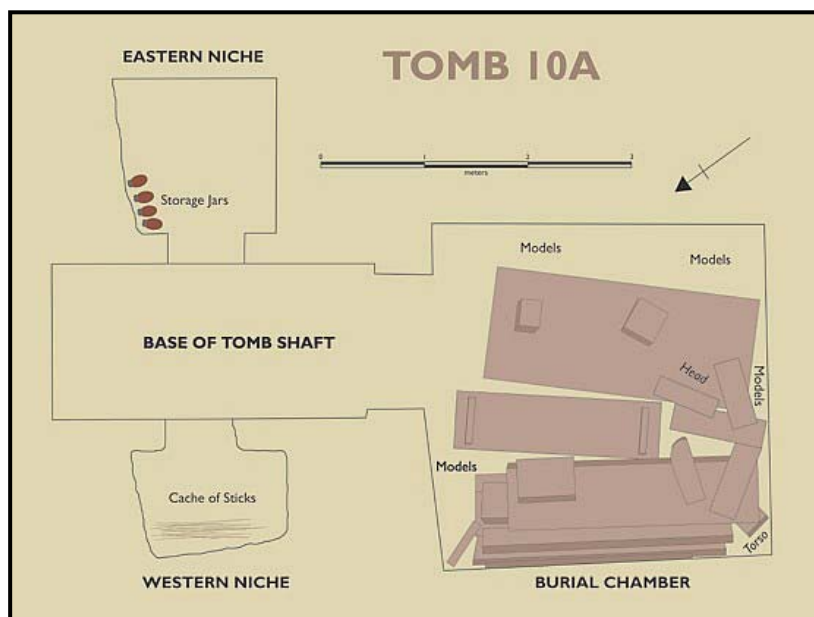 EASTERN NICHE
TOMB 10A
0 1 2 3
meters
Storage Jars
Models
Models
BASE OF TOMB SHAFT
Head
Models
Models
Cache of Sticks
Torso
WESTERN NICHE
BURIAL CHAMBER